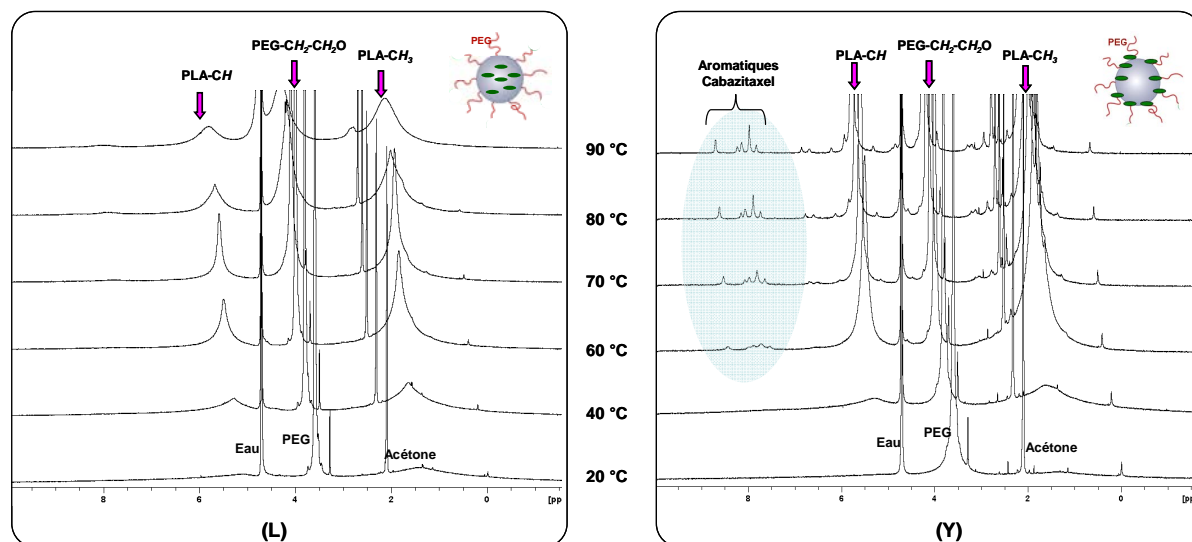 PEG-CH2-CH2O
PLA-CH
PLA-CH3
PEG
Eau
PEG
Acétone
8 6 4 2 0 [pp
(L)
90 °C
80 °C
70 °C
60 °C
40 °C
20 °C
Aromatiques
Cabazitaxel
PLA-CH
PEG-CH2-CH2O
PLA-CH3
PEG
Eau
PEG
Acétone
8 6 4 2 0 [pp
(Y)